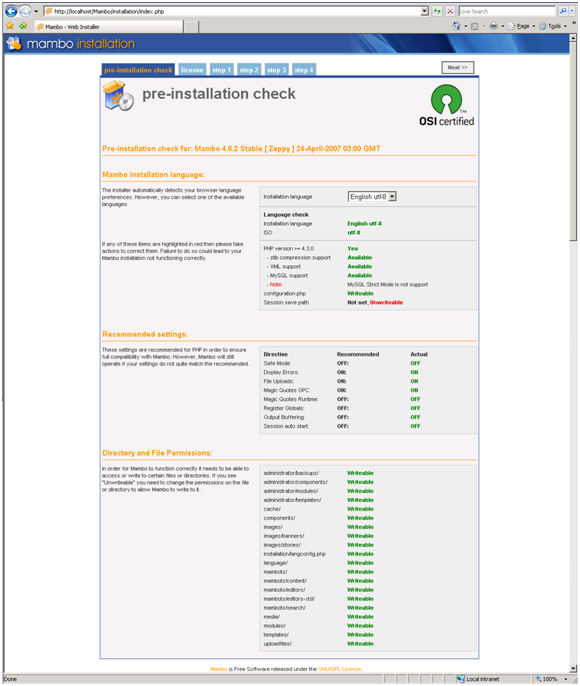 http://localhost/Mambo/installation/index.php
Live Search
Mambo - Web Installer
Page
Tools
mambo installation
pre-installation check
license
step 1
step 2
step 3
step 4
Next >>
pre-installation check
OSI certified
TM
Pre-installation check for: Mambo 4.6.2 Stable [ Zeppy ] 24-April-2007 03:00 GMT
Mambo installation language:
The installer automatically detects your browser language
preferences. However, you can select one of the available
languages.
Installation language English utf-8
Language check
Installation language English utf-8
ISO utf-8
If any of these items are highlighted in red then please take
actions to correct them. Failure to do so could lead to your
Mambo installation not functioning correctly.
PHP version >= 4.3.0 Yes
- zlib compression support Available
- XML support Available
- MySQL support Available
- Note: MySQL Strict Mode is not support
configuration.php Writeable
Session save path Not set, Unwriteable
Recommended settings:
These settings are recommended for PHP in order to ensure
full compatibility with Mambo. However, Mambo will still
operate if your settings do not quite match the recommended.
Directive Recommended Actual
Safe Mode: OFF: OFF
Display Errors: ON: ON
File Uploads: ON: ON
Magic Quotes GPC: ON: ON
Magic Quotes Runtime: OFF: OFF
Register Globals: OFF: OFF
Output Buffering: OFF: OFF
Session auto start: OFF: OFF
Directory and File Permissions:
In order for Mambo to function correctly it needs to be able to
access or write to certain files or directories. If you see
"Unwriteable" you need to change the permissions on the file
or directory to allow Mambo to write to it.
administrator/backups/ Writeable
administrator/components/ Writeable
administrator/modules/ Writeable
administrator/templates/ Writeable
cache/ Writeable
components/ Writeable
images/ Writeable
images/banners/ Writeable
images/stories/ Writeable
installation/langconfig.php Writeable
language/ Writeable
mambots/ Writeable
mambots/content/ Writeable
mambots/editors/ Writeable
mambots/editors-xtd/ Writeable
mambots/search/ Writeable
media/ Writeable
modules/ Writeable
templates/ Writeable
uploadfiles/ Writeable
Mambo is Free Software released under the GNU/GPL License.
Done
Local intranet
100%